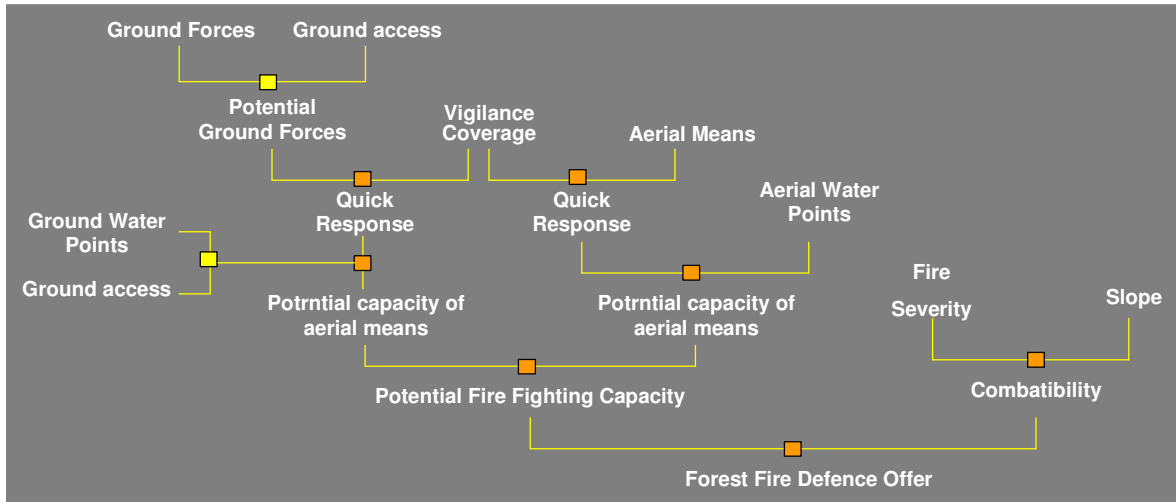 Ground Forces
Ground access
Potential
Ground Forces
Vigilance
Coverage
Aerial Means
Quick
Response
Quick
Response
Aerial Water
Points
Ground Water
Points
Ground access
Potrntial capacity of
aerial means
Potrntial capacity of
aerial means
Fire
Severity
Slope
Potential Fire Fighting Capacity
Combatibility
Forest Fire Defence Offer